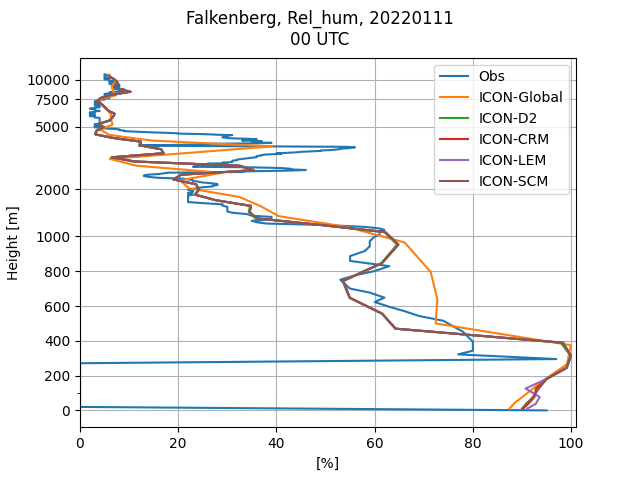 Falkenberg, Rel_hum, 20220111
00 UTC
Obs
ICON-Global
ICON-D2
ICON-CRM
ICON-LEM
ICON-SCM
Height [m]
10000
7500
5000
2000
1000
800
600
400
200
0
0 20 40 60 80 100
[%]